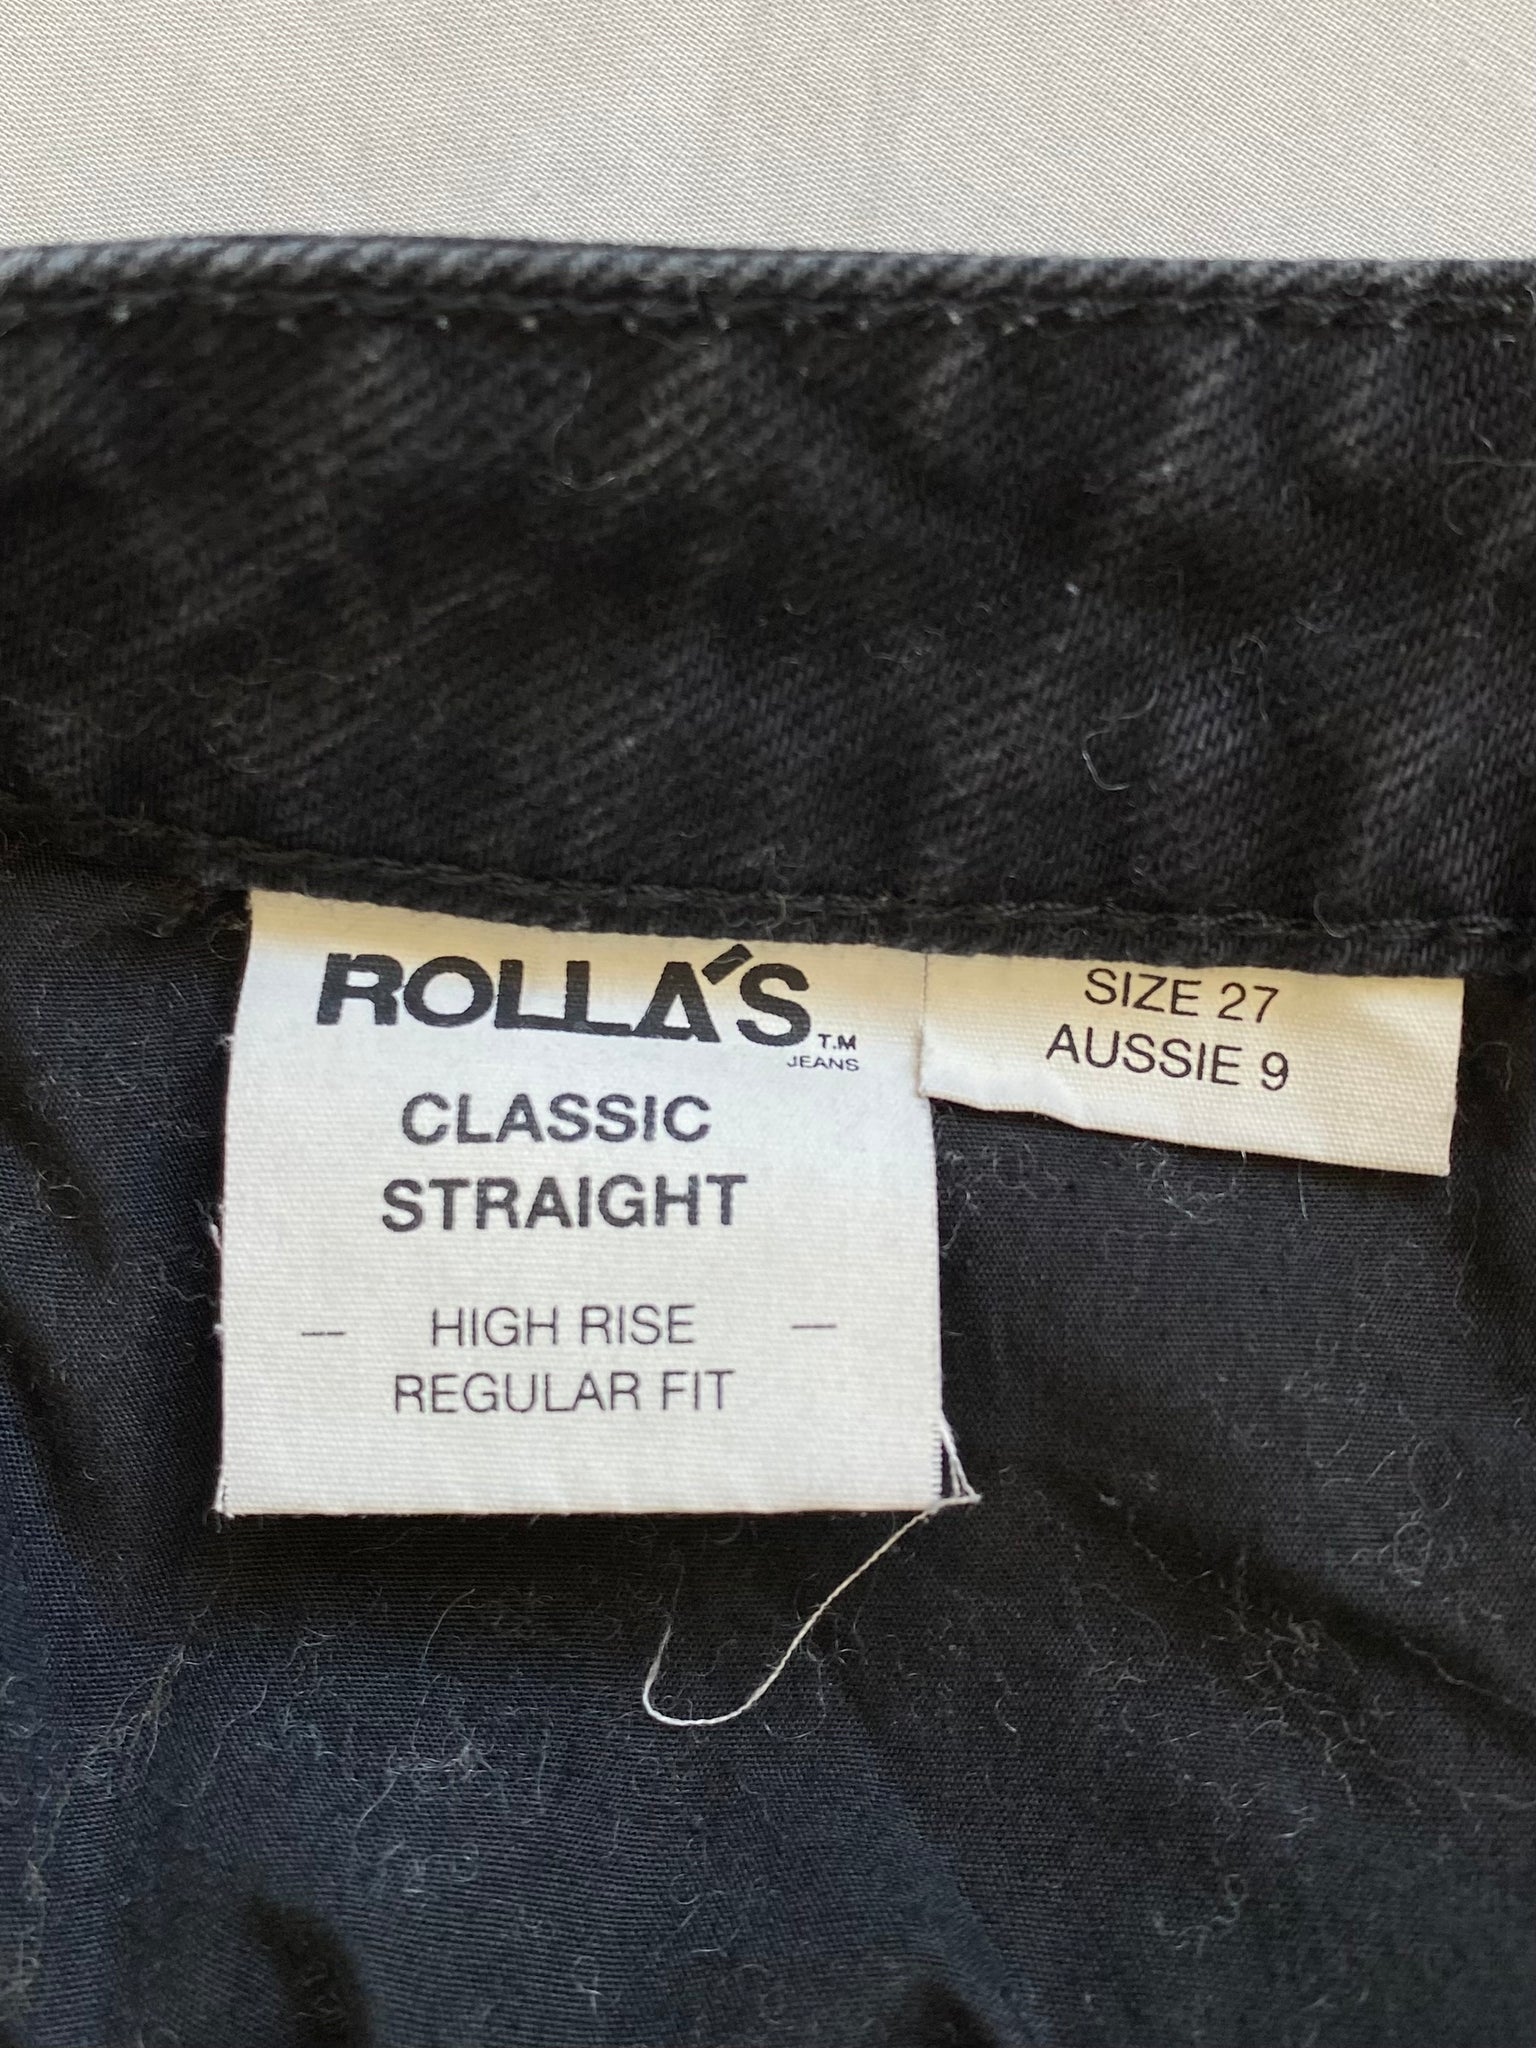 ROLLA'S T.M
JEANS
CLASSIC
STRAIGHT
— HIGH RISE —
REGULAR FIT
SIZE 27
AUSSIE 9